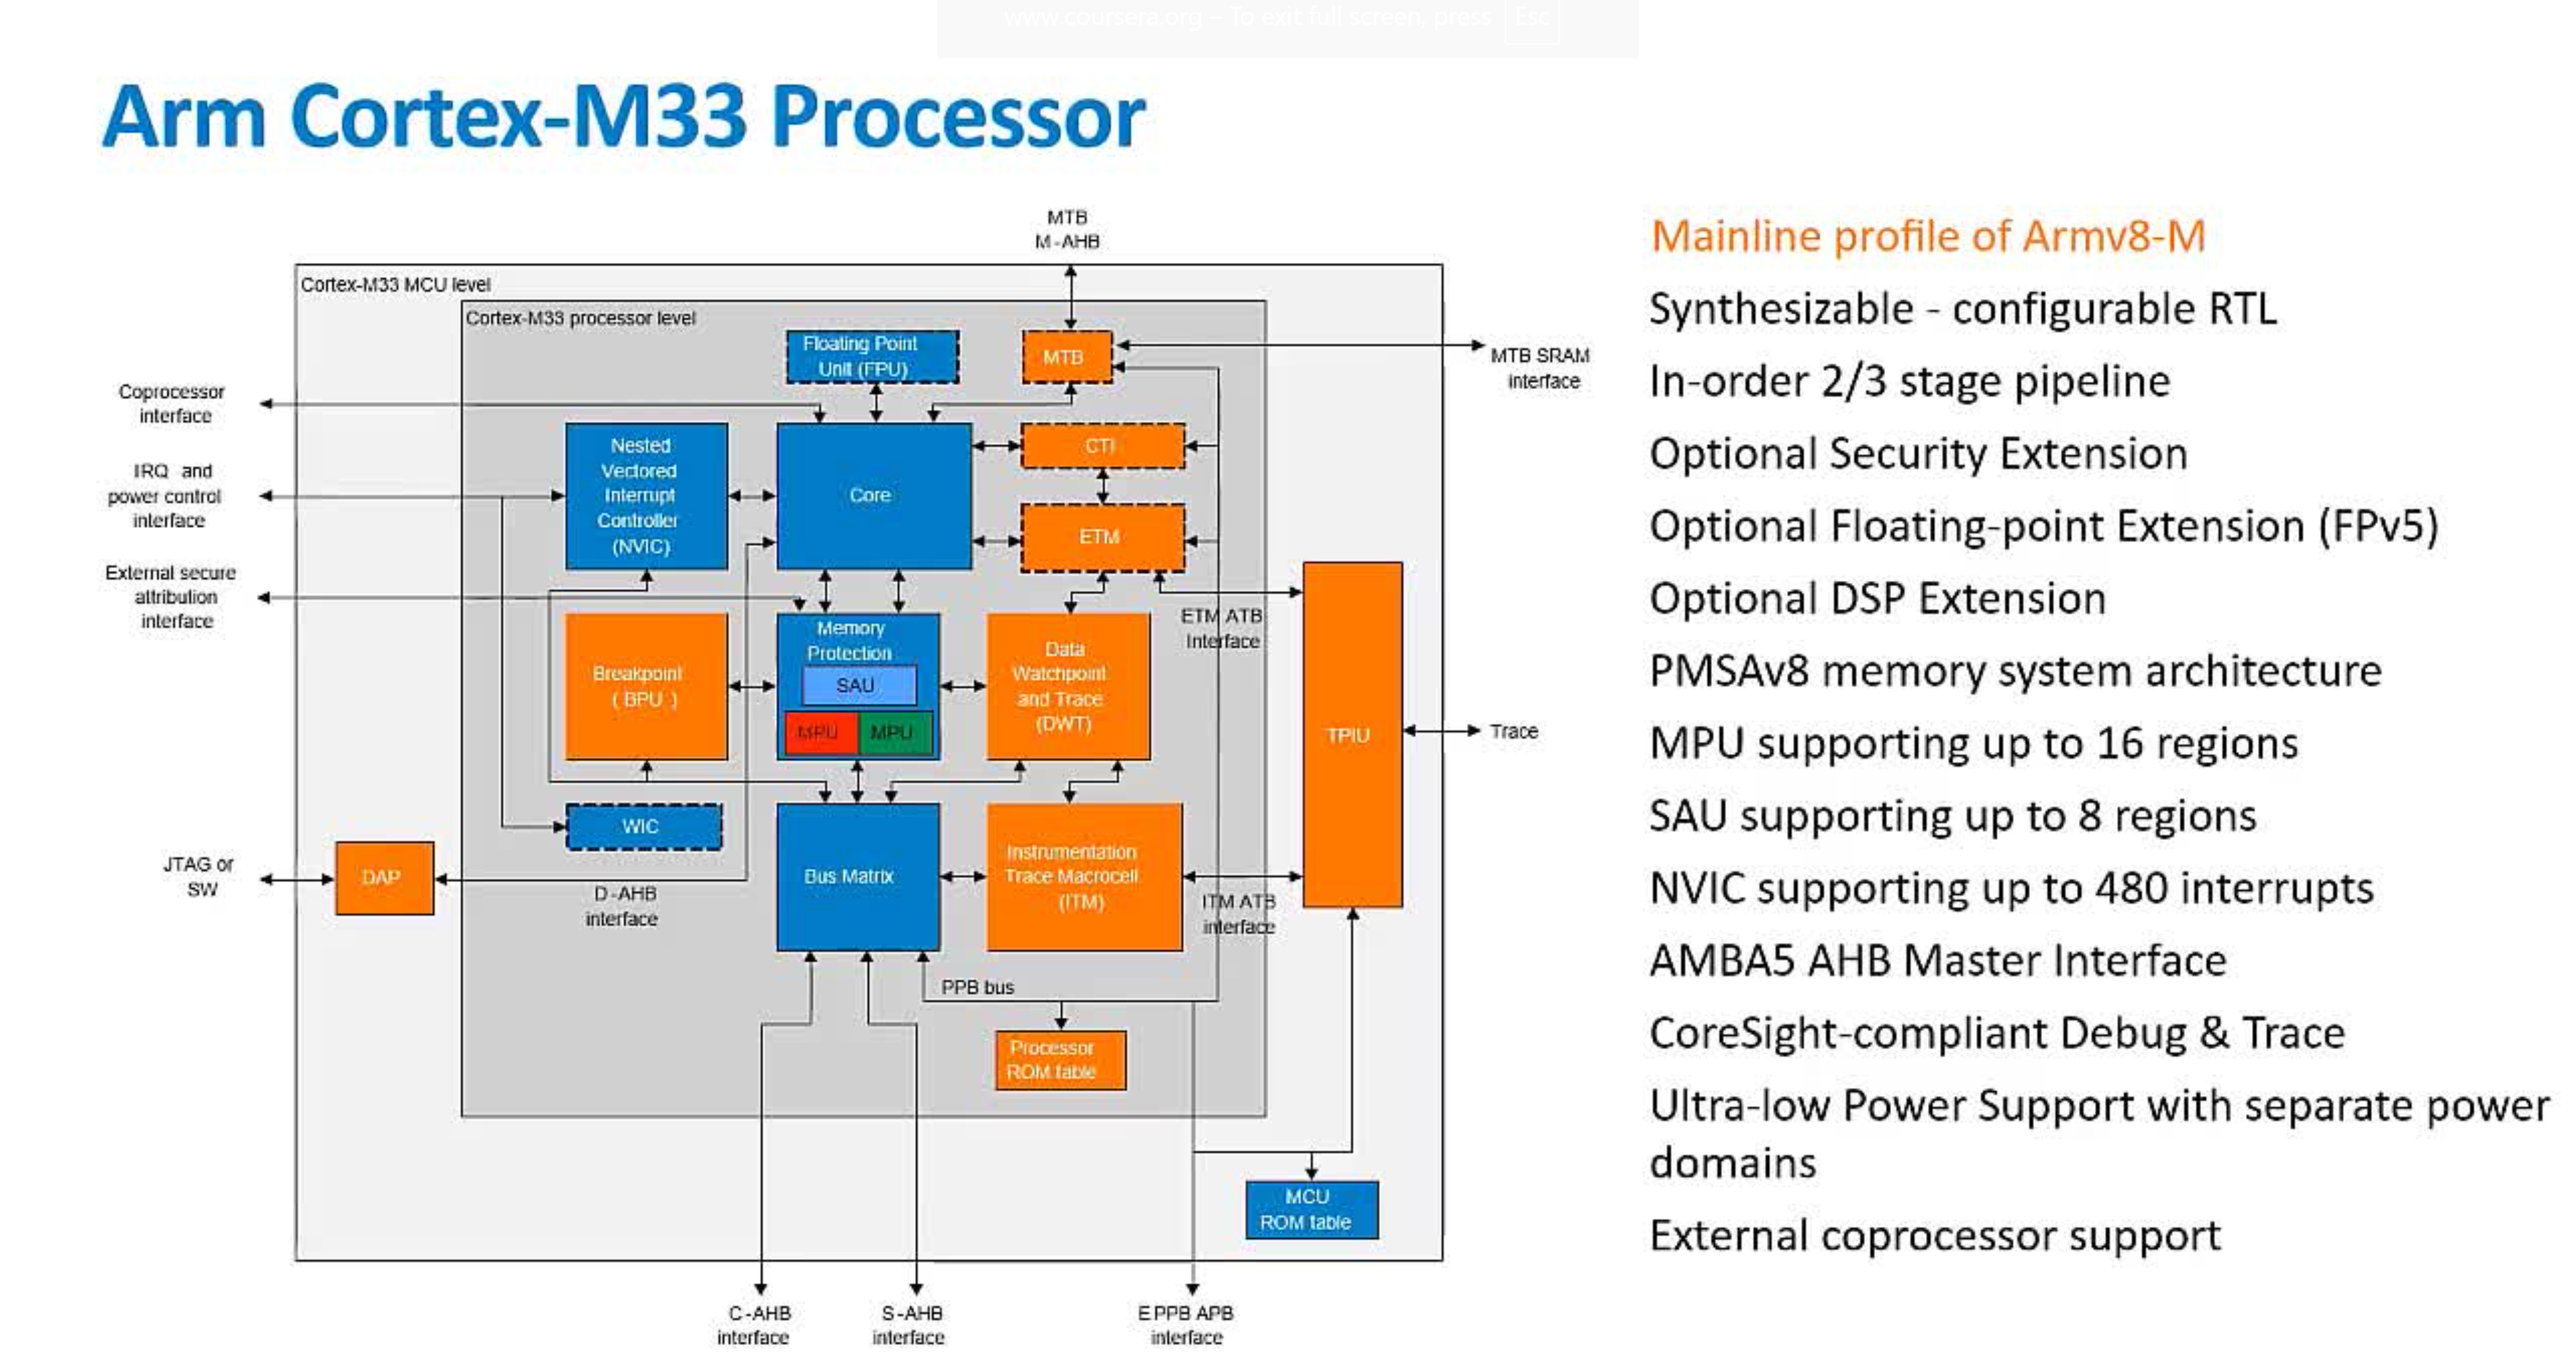 www.coursera.org – To exit full screen, press Esc
Arm Cortex-M33 Processor
MTB
M-AHB
Cortex-M33 MCU level
Cortex-M33 processor level
Floating Point
Unit (FPU)
MTB
MTB SRAM
interface
Coprocessor
interface
Nested
Vectored
Interrupt
Controller
(NVIC)
Core
CTI
IRQ and
power control
interface
ETM
External secure
attribution
interface
ETM ATB
Interface
Breakpoint
( BPU )
Memory
Protection
SAU
MPU
MPU
Data
Watchpoint
and Trace
(DWT)
TPIU
Trace
WIC
JTAG or
SW
DAP
D-AHB
interface
Bus Matrix
Instrumentation
Trace Macrocell
(ITM)
ITM ATB
interface
PPB bus
Processor
ROM table
MCU
ROM table
C-AHB
interface
S-AHB
interface
EPPB APB
interface
Mainline profile of Armv8-M
Synthesizable - configurable RTL
In-order 2/3 stage pipeline
Optional Security Extension
Optional Floating-point Extension (FPv5)
Optional DSP Extension
PMSAv8 memory system architecture
MPU supporting up to 16 regions
SAU supporting up to 8 regions
NVIC supporting up to 480 interrupts
AMBA5 AHB Master Interface
CoreSight-compliant Debug & Trace
Ultra-low Power Support with separate power
domains
External coprocessor support